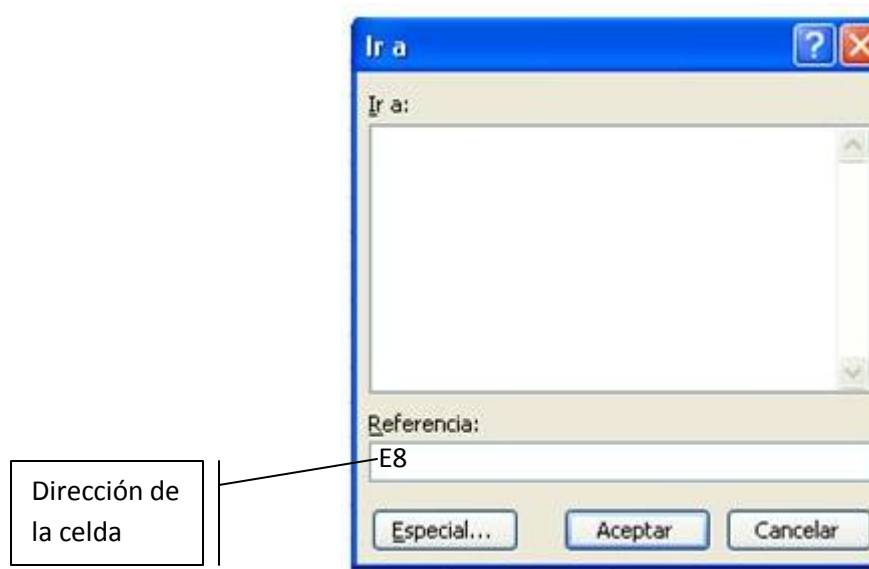 Ir a
Ir a:
Referencia:
E8
Dirección de
la celda
Especial...
Aceptar
Cancelar